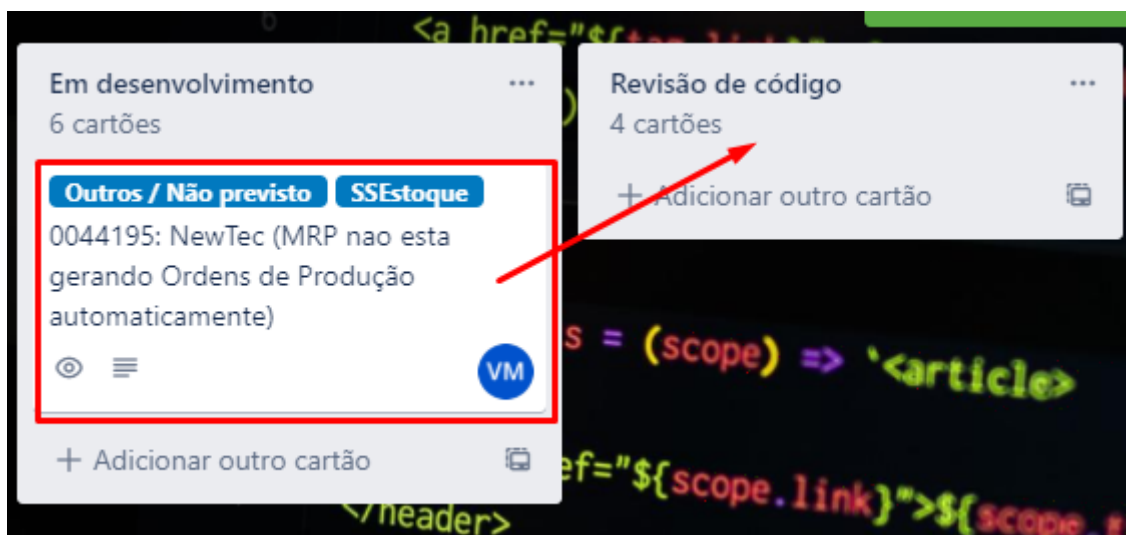 6
<a href="${
Em desenvolvimento
6 cartões
Outros / Não previsto
SSEstoque
0044195: NewTec (MRP nao esta
gerando Ordens de Produção
automaticamente)
VM
+ Adicionar outro cartão
Revisão de código
4 cartões
+ Adicionar outro cartão
s = (scope) => `<article>
ef="${scope.link}">${scope.
</header>